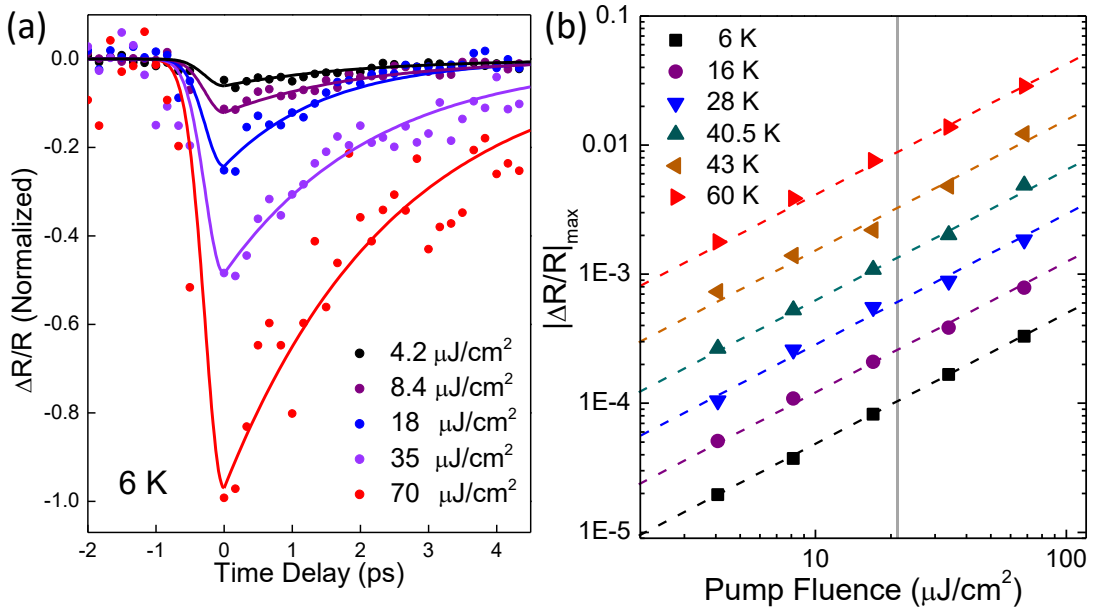 (a)
0.0
-0.2
-0.4
-0.6
-0.8
-1.0
ΔR/R (Normalized)
4.2 μJ/cm²
8.4 μJ/cm²
18 μJ/cm²
35 μJ/cm²
70 μJ/cm²
6 K
-2 -1 0 1 2 3 4
Time Delay (ps)
(b)
0.1
0.01
1E-3
1E-4
1E-5
|ΔR/R|max
6 K
16 K
28 K
40.5 K
43 K
60 K
10 100
Pump Fluence (μJ/cm²)